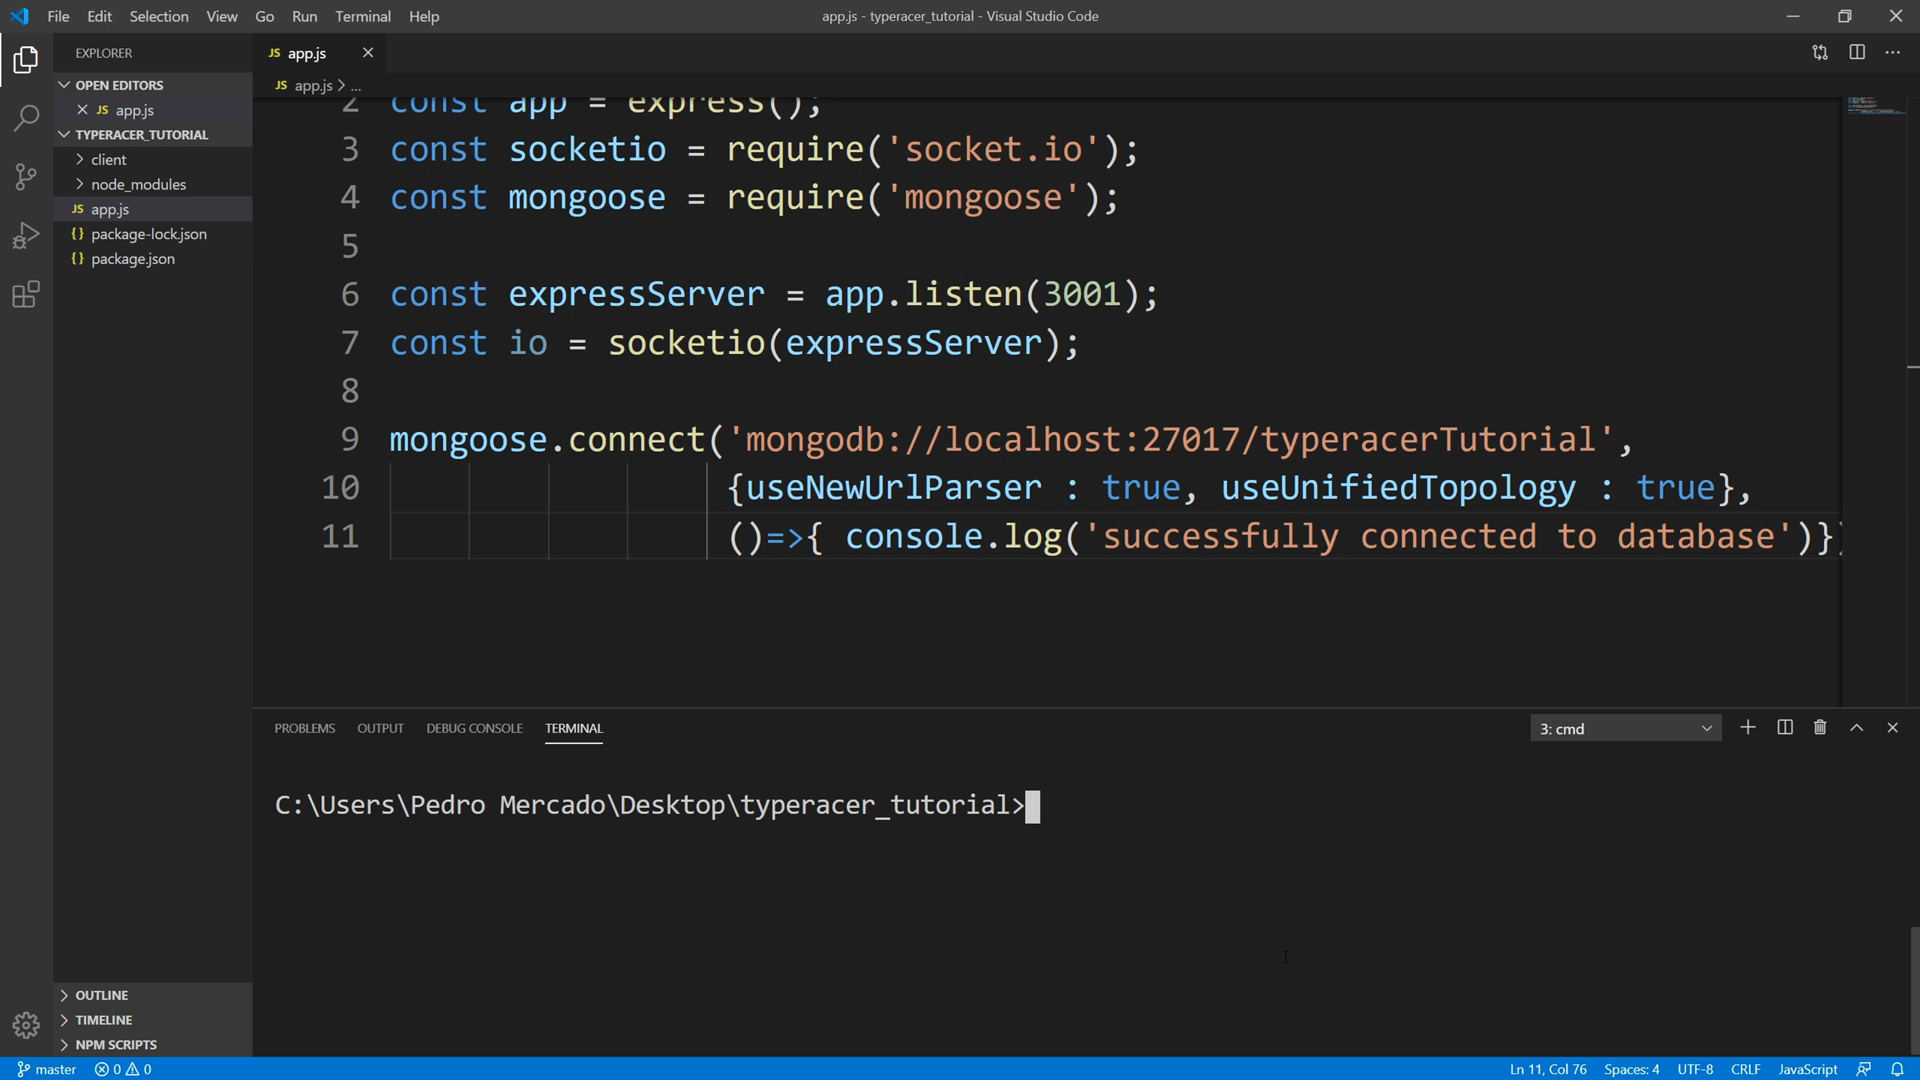 File Edit Selection View Go Run Terminal Help
app.js - typeracer_tutorial - Visual Studio Code
EXPLORER
OPEN EDITORS
JS app.js
TYPERACER_TUTORIAL
client
node_modules
JS app.js
{} package-lock.json
{} package.json
OUTLINE
TIMELINE
NPM SCRIPTS
JS app.js
JS app.js > ...
2 const app = express();
3 const socketio = require('socket.io');
4 const mongoose = require('mongoose');
5
6 const expressServer = app.listen(3001);
7 const io = socketio(expressServer);
8
9 mongoose.connect('mongodb://localhost:27017/typeracerTutorial',
10 {useNewUrlParser : true, useUnifiedTopology : true},
11 ()=>{ console.log('successfully connected to database')})
PROBLEMS OUTPUT DEBUG CONSOLE TERMINAL
3: cmd
C:\Users\Pedro Mercado\Desktop\typeracer_tutorial>
master 0 0
Ln 11, Col 76 Spaces: 4 UTF-8 CRLF JavaScript